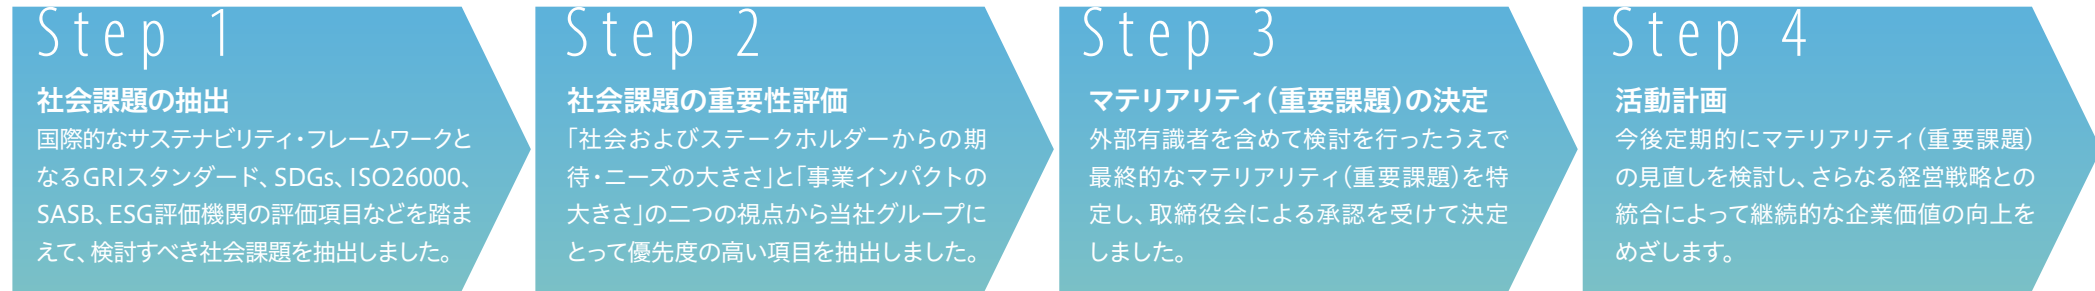 Step 1
社会課題の抽出
国際的なサステナビリティ・フレームワークと
なるGRIスタンダード、SDGs、ISO26000、
SASB、ESG評価機関の評価項目などを踏ま
えて、検討すべき社会課題を抽出しました。
Step 2
社会課題の重要性評価
「社会およびステークホルダーからの期
待・ニーズの大きさ」と「事業インパクトの
大きさ」の二つの視点から当社グループに
とって優先度の高い項目を抽出しました。
Step 3
マテリアリティ(重要課題)の決定
外部有識者を含めて検討を行ったうえで
最終的なマテリアリティ(重要課題)を特
定し、取締役会による承認を受けて決定
しました。
Step 4
活動計画
今後定期的にマテリアリティ(重要課題)
の見直しを検討し、さらなる経営戦略との
統合によって継続的な企業価値の向上を
めざします。